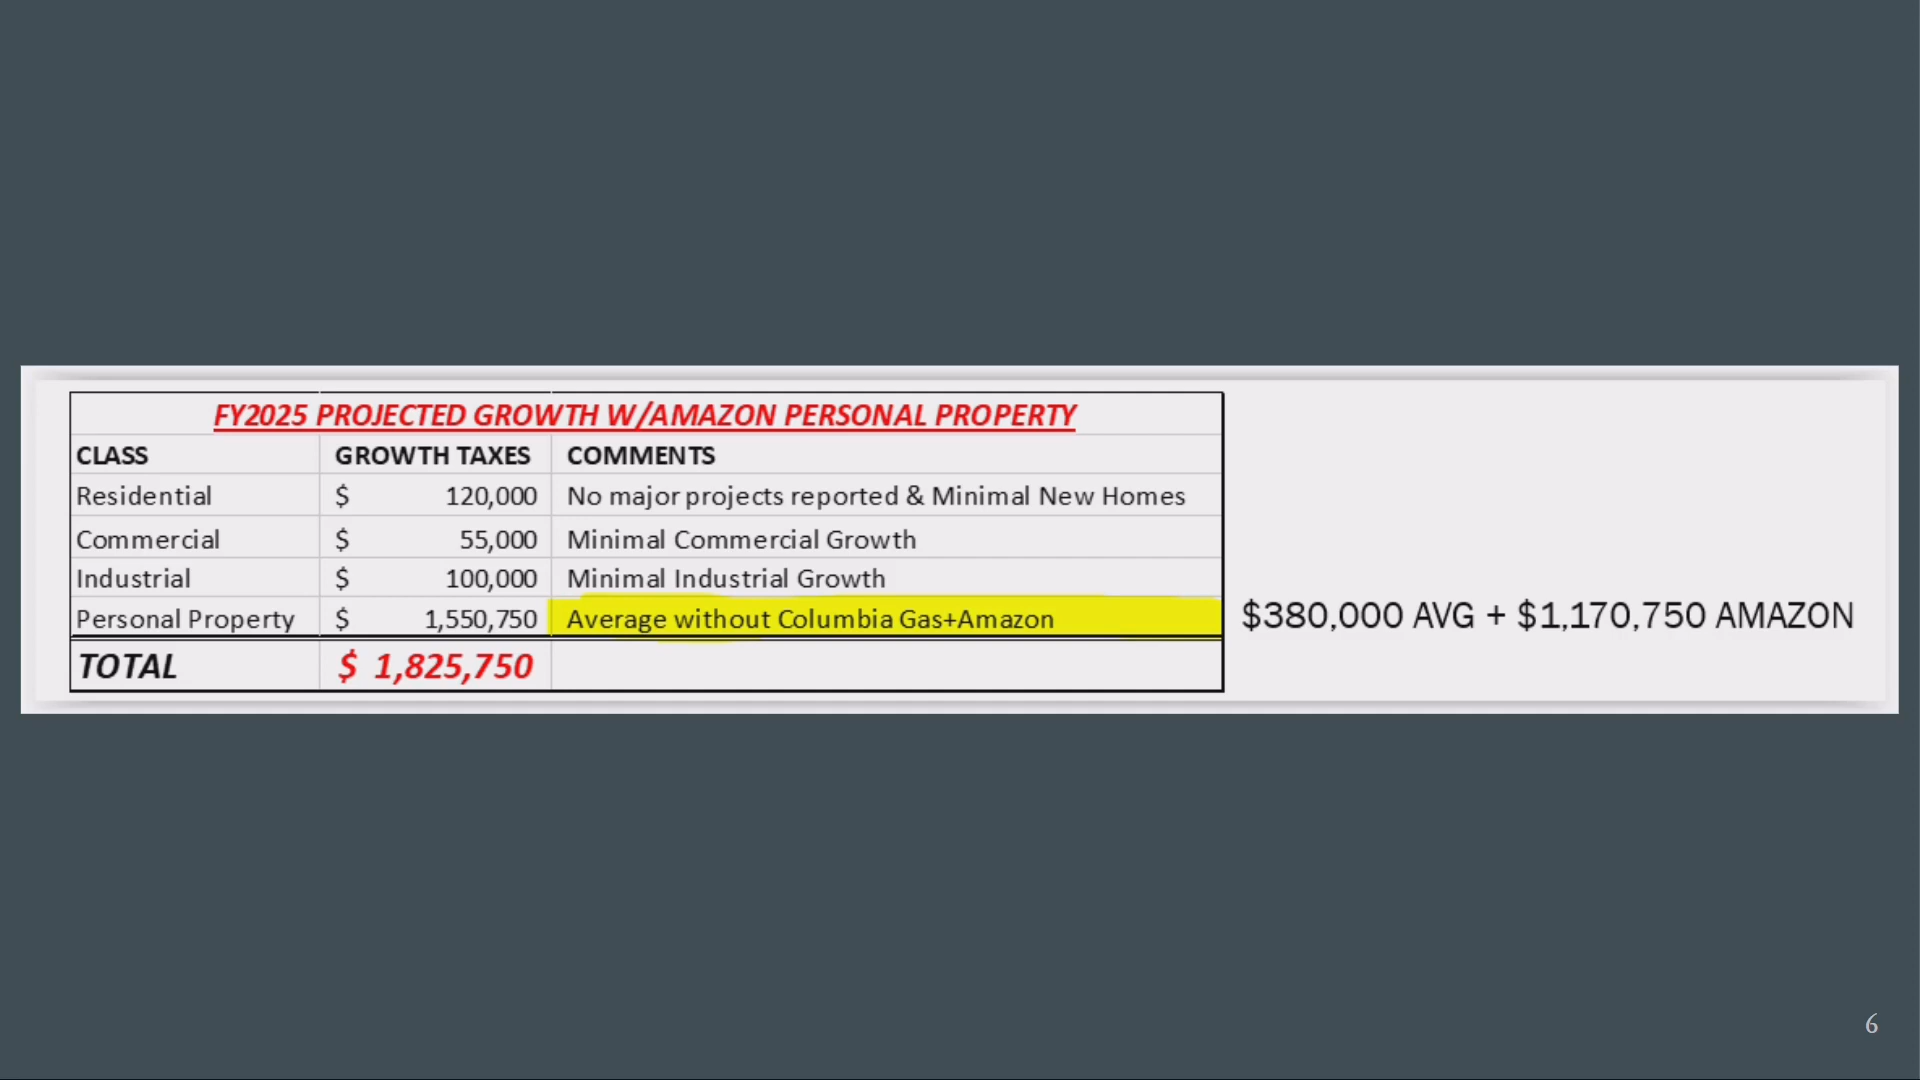 FY2025 PROJECTED GROWTH W/AMAZON PERSONAL PROPERTY
CLASS GROWTH TAXES COMMENTS
Residential $ 120,000 No major projects reported & Minimal New Homes
Commercial $ 55,000 Minimal Commercial Growth
Industrial $ 100,000 Minimal Industrial Growth
Personal Property $ 1,550,750 Average without Columbia Gas+Amazon $380,000 AVG + $1,170,750 AMAZON
TOTAL $ 1,825,750
6